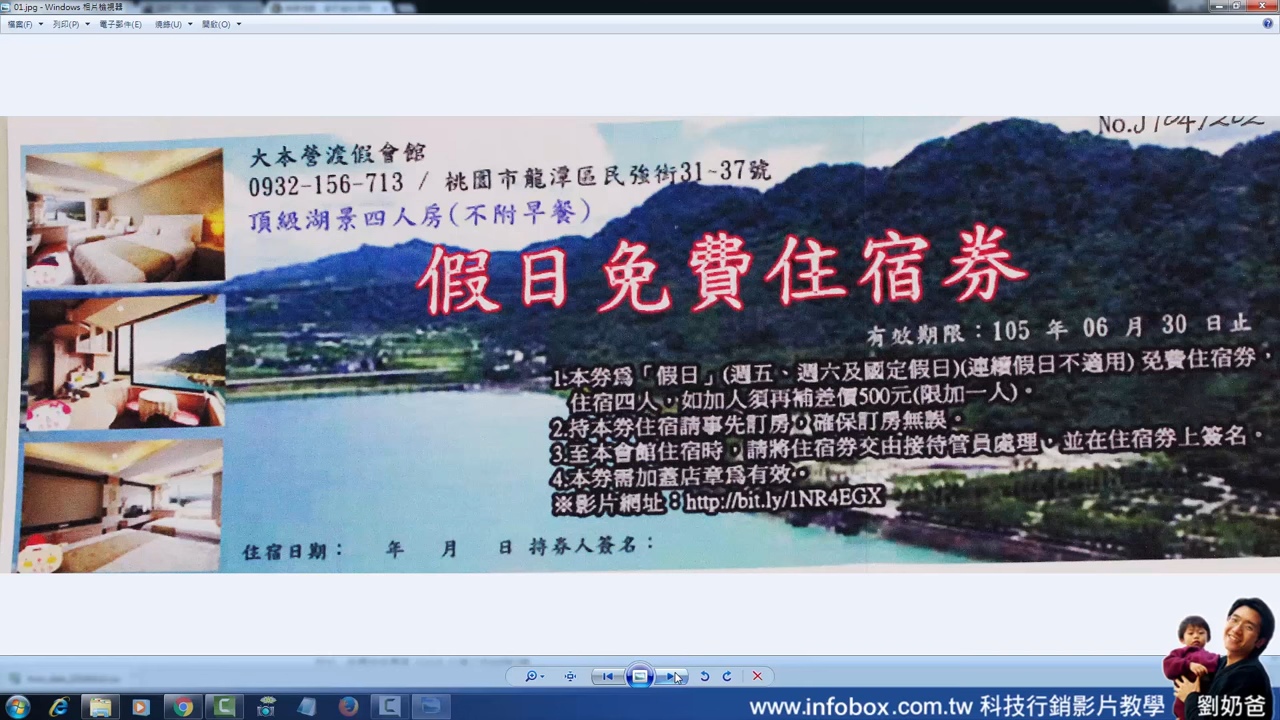 01.jpg - Windows 相片檢視器
檔案(F) 列印(P) 電子郵件(E) 燒錄(U) 開啟(O)
大本營渡假會館
0932-156-713 / 桃園市龍潭區民強街31~37號
頂級湖景四人房(不附早餐)
假日免費住宿券
有效期限：105 年 06 月 30 日止
1.本券為「假日」(週五、週六及國定假日)(連續假日不適用) 免費住宿券，
住宿四人，如加人須再補差價500元(限加一人)。
2.持本券住宿請事先訂房，確保訂房無誤。
3.至本會館住宿時，請將住宿券交由接待管員處理，並在住宿券上簽名。
4.本券需加蓋店章為有效。
※影片網址：http://bit.ly/1NR4EGX
住宿日期： 年 月 日 持券人簽名：
www.infobox.com.tw 科技行銷影片教學 劉奶爸